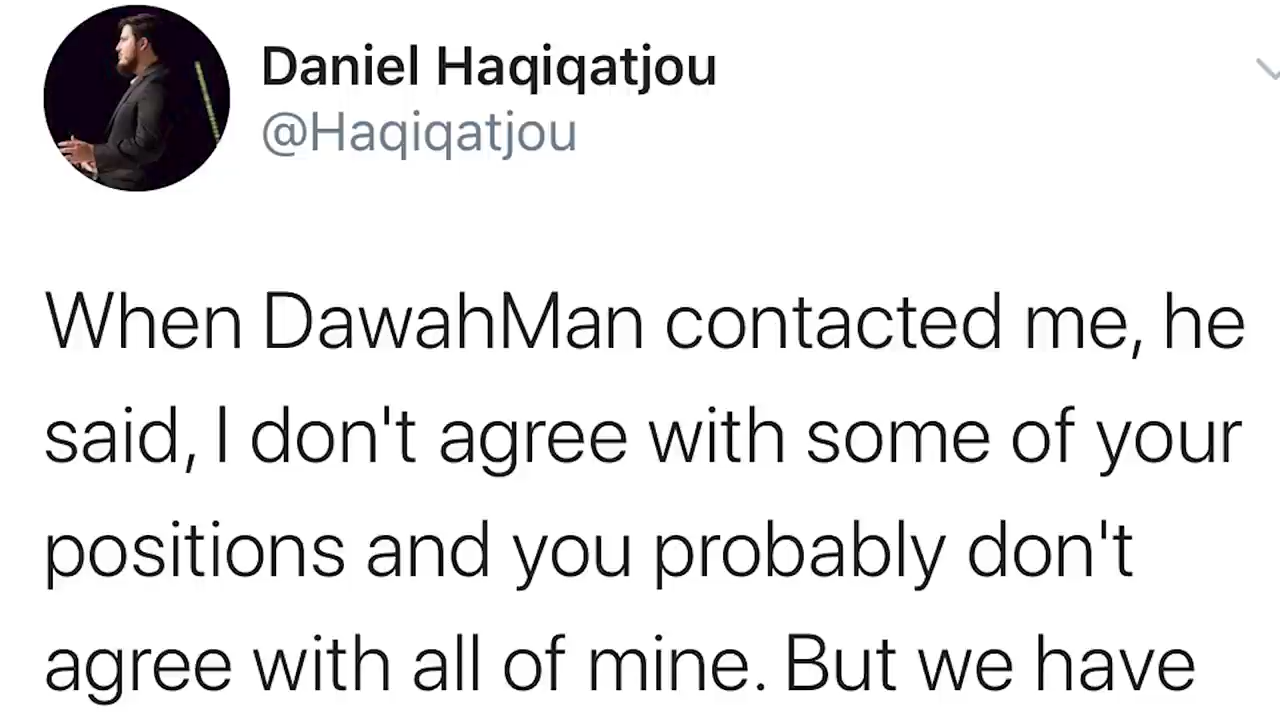 Daniel Haqiqatjou
@Haqiqatjou
When DawahMan contacted me, he
said, I don't agree with some of your
positions and you probably don't
agree with all of mine. But we have